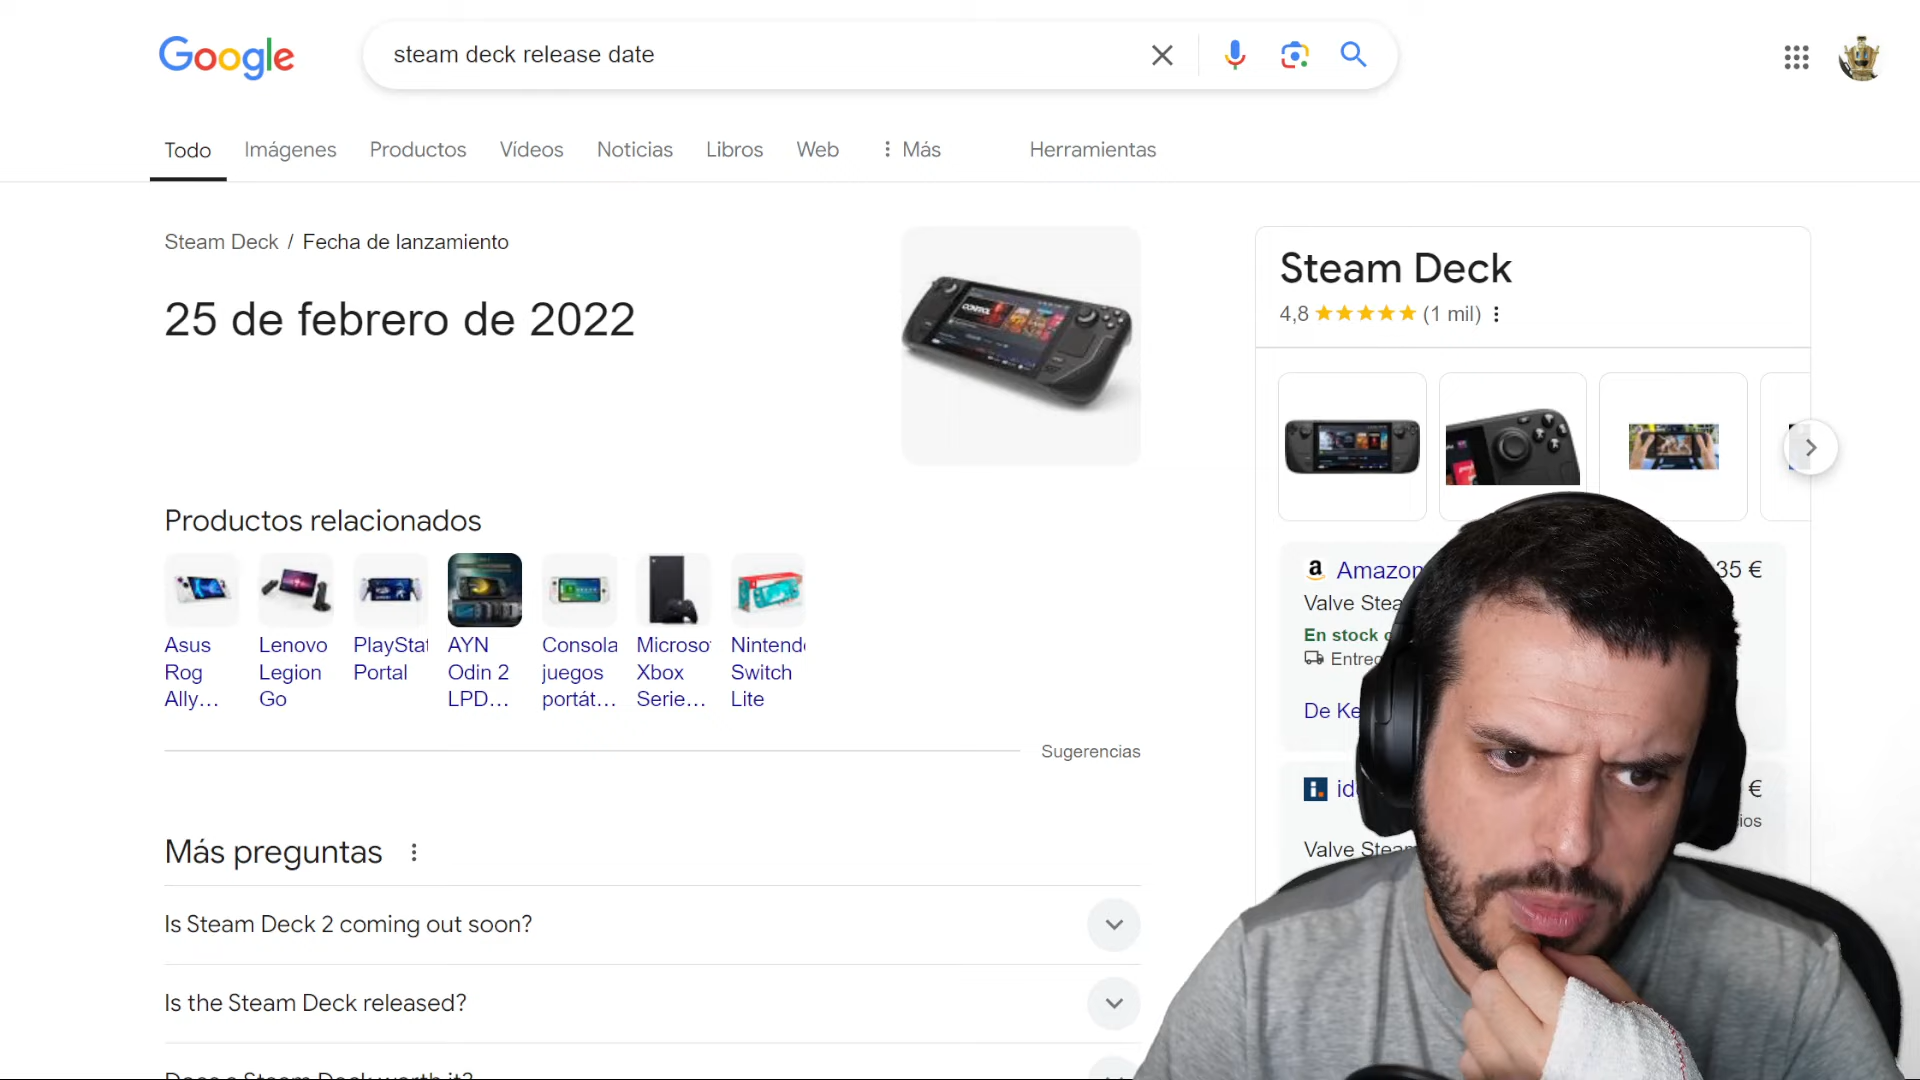 Google
steam deck release date
Todo
Imágenes
Productos
Vídeos
Noticias
Libros
Web
Más
Herramientas
Steam Deck / Fecha de lanzamiento
25 de febrero de 2022
Steam Deck
4,8 (1 mil)
Productos relacionados
Asus
Rog
Ally...
Lenovo
Legion
Go
PlayStat
Portal
AYN
Odin 2
LPD...
Consola
juegos
portát...
Microso
Xbox
Serie...
Nintend
Switch
Lite
Sugerencias
Más preguntas
Is Steam Deck 2 coming out soon?
Is the Steam Deck released?
Amazon
35 €
Valve Stea
En stock
Entre
De Ke
€
ios
Valve Steam